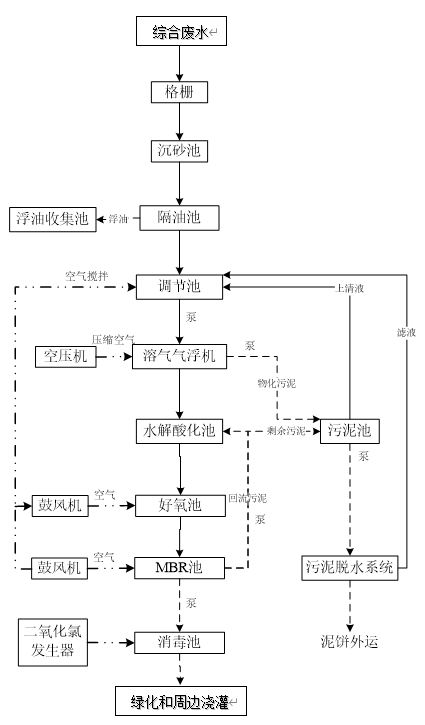 综合废水
格栅
沉砂池
浮油收集池
浮油
隔油池
空气搅拌
调节池
上清液
泵
滤液
压缩空气
泵
空压机
溶气气浮机
物化污泥
水解酸化池
剩余污泥
污泥池
泵
空气
回流污泥
鼓风机
好氧池
泵
空气
鼓风机
MBR池
污泥脱水系统
泵
二氧化氯
发生器
消毒池
泥饼外运
绿化和周边浇灌